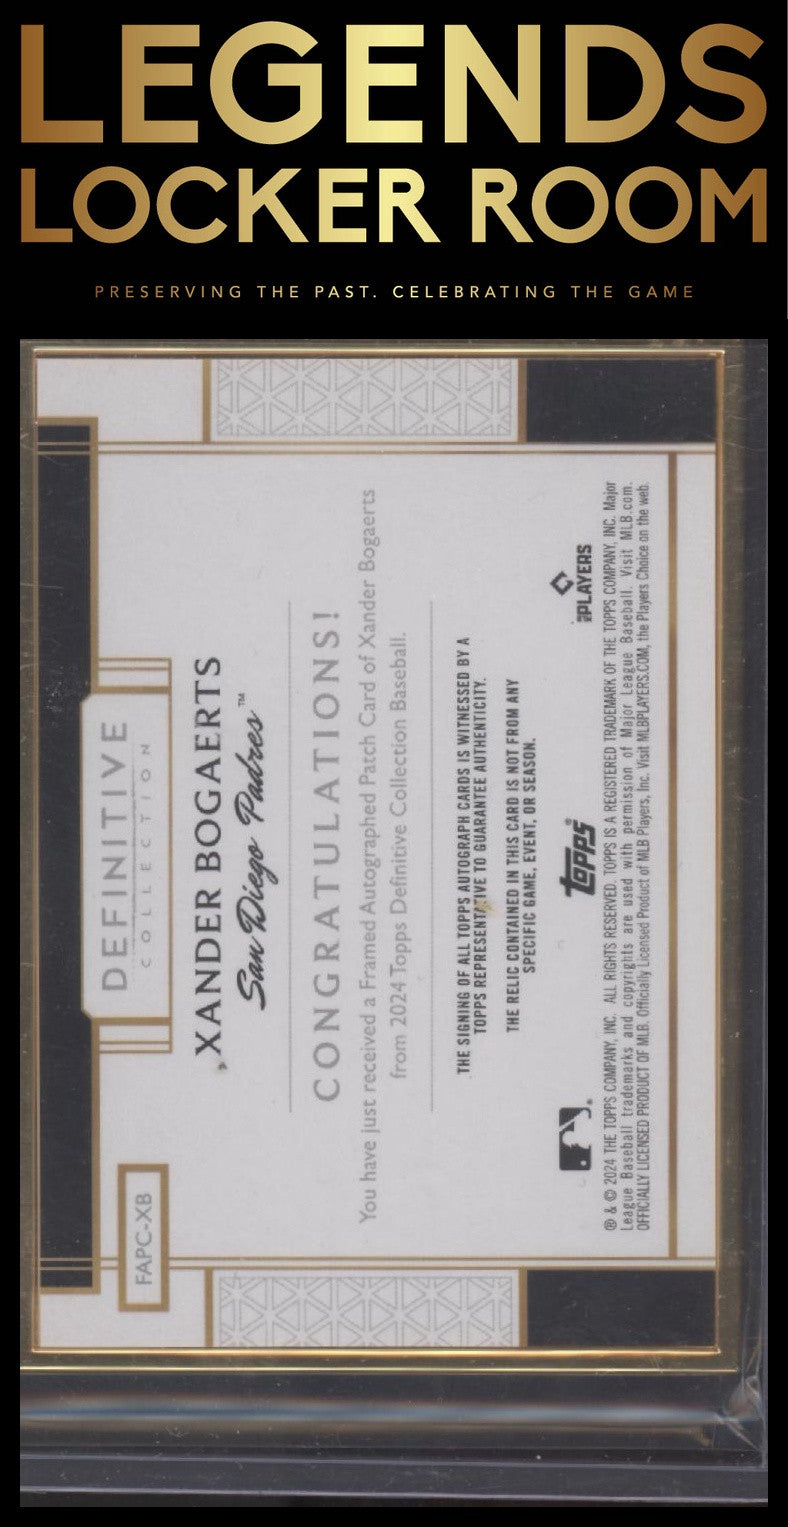 LEGENDS
LOCKER ROOM
PRESERVING THE PAST. CELEBRATING THE GAME
DEFINITIVE
COLLECTION
FAPC-XB
XANDER BOGAERTS
San Diego Padres™
CONGRATULATIONS!
You have just received a Framed Autographed Patch Card of Xander Bogaerts
from 2024 Topps Definitive Collection Baseball.
THE SIGNING OF ALL TOPPS AUTOGRAPH CARDS IS WITNESSED BY A
TOPPS REPRESENTATIVE TO GUARANTEE AUTHENTICITY.
THE RELIC CONTAINED IN THIS CARD IS NOT FROM ANY
SPECIFIC GAME, EVENT, OR SEASON.
topps®
MLB PLAYERS
® & © 2024 THE TOPPS COMPANY, INC. ALL RIGHTS RESERVED. TOPPS IS A REGISTERED TRADEMARK OF THE TOPPS COMPANY, INC. Major
League Baseball trademarks and copyrights are used with permission of Major League Baseball. Visit MLB.com.
OFFICIALLY LICENSED PRODUCT OF MLB. Officially Licensed Product of MLB Players, Inc. Visit MLBPLAYERS.COM, the Players Choice on the web.